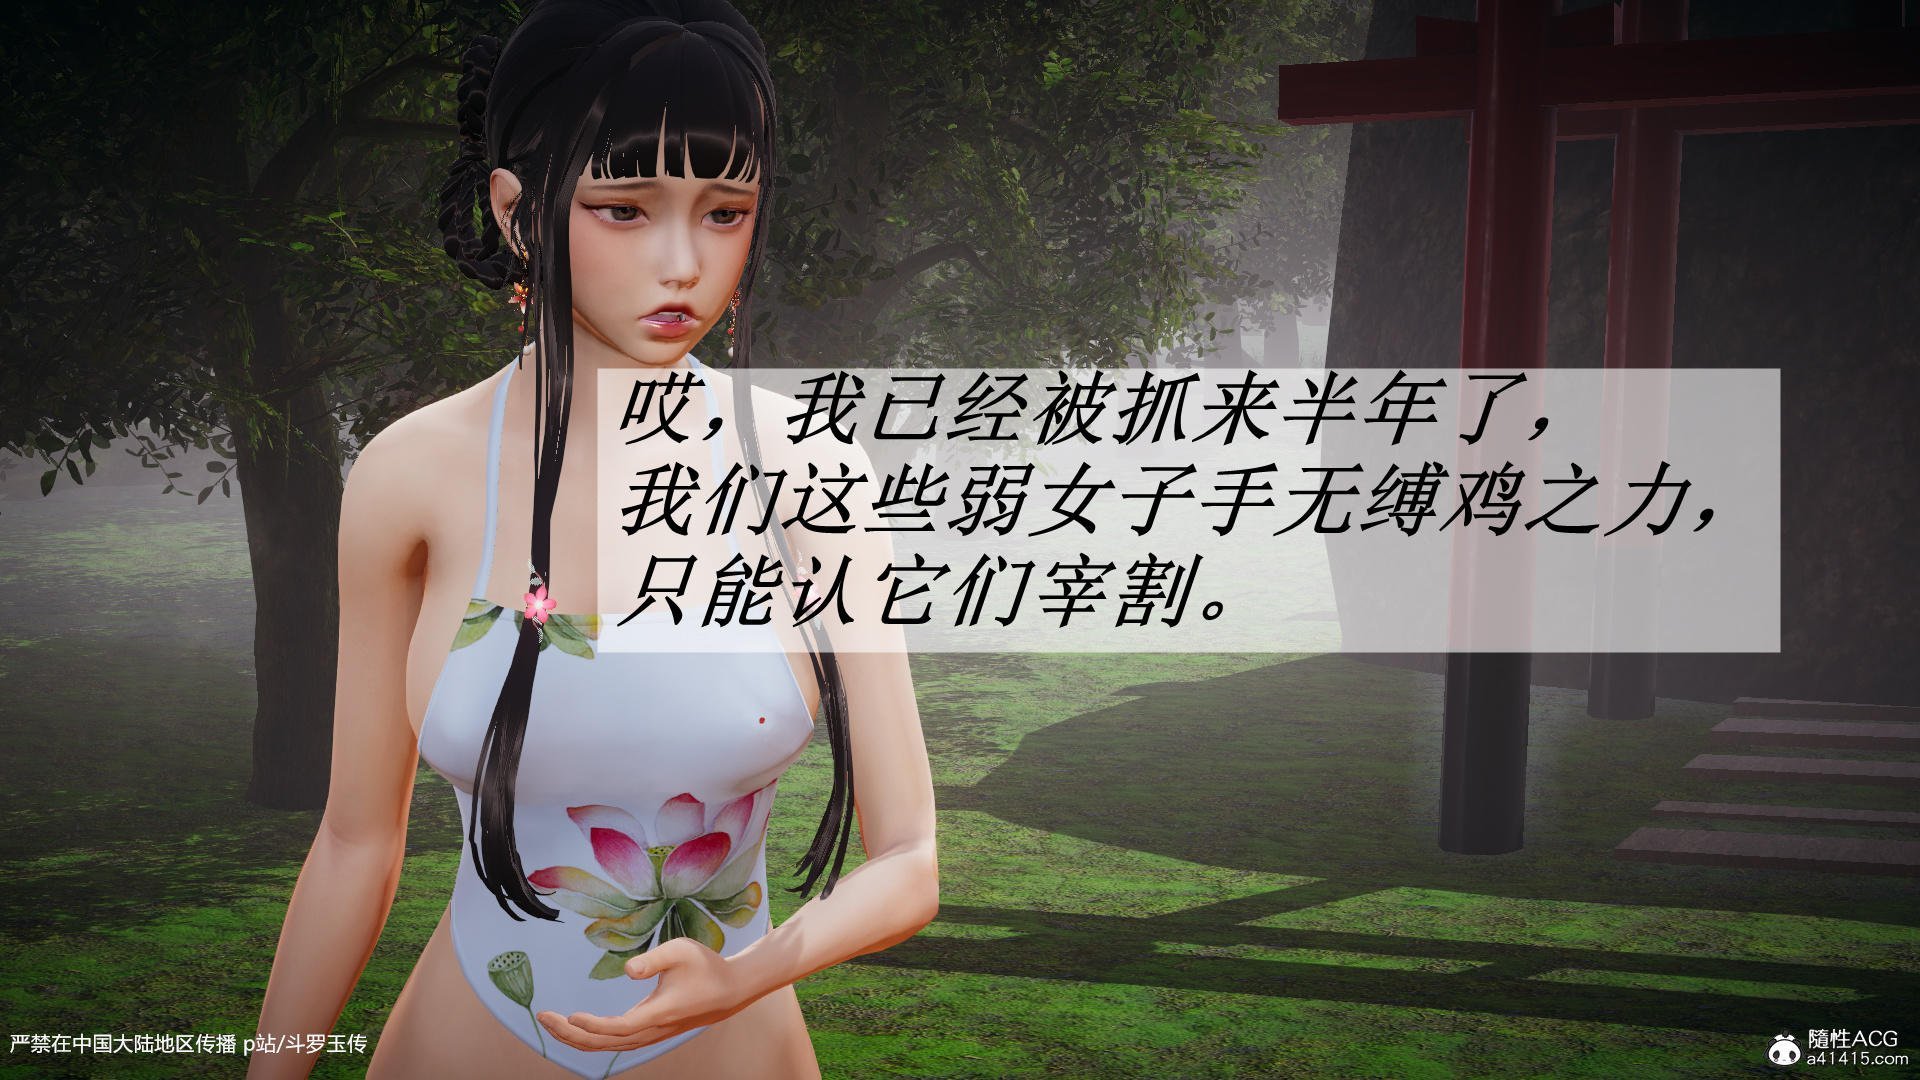 哎，我已经被抓来半年了，
我们这些弱女子手无缚鸡之力，
只能认它们宰割。
严禁在中国大陆地区传播 p站/斗罗玉传
隨性ACG
a41415.com